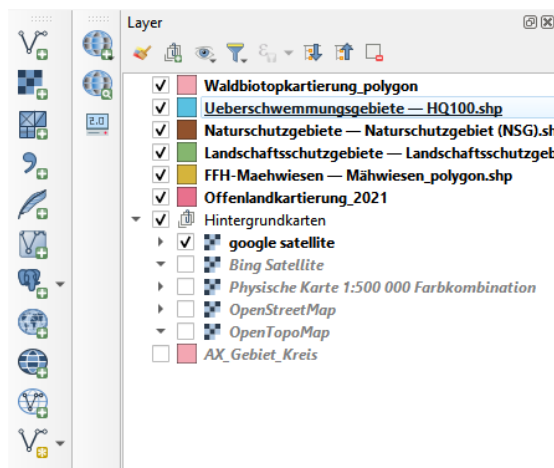 Layer
Waldbiotopkartierung_polygon
Ueberschwemmungsgebiete — HQ100.shp
Naturschutzgebiete — Naturschutzgebiet (NSG).sh
Landschaftsschutzgebiete — Landschaftsschutzgeb
FFH-Maehwiesen — Mähwiesen_polygon.shp
Offenlandkartierung_2021
Hintergrundkarten
google satellite
Bing Satellite
Physische Karte 1:500 000 Farbkombination
OpenStreetMap
OpenTopoMap
AX_Gebiet_Kreis
2.0